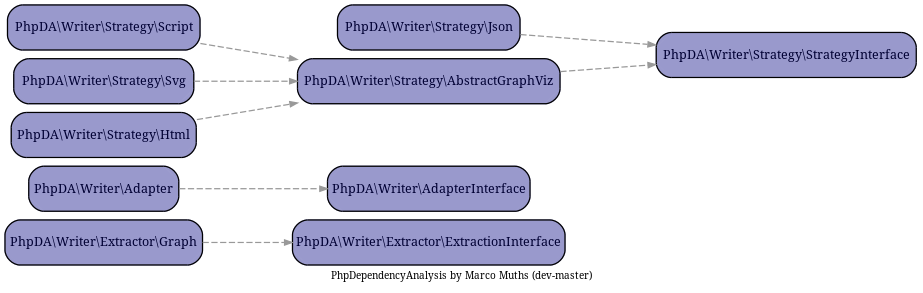 PhpDA\Writer\Strategy\Script
PhpDA\Writer\Strategy\Json
PhpDA\Writer\Strategy\StrategyInterface
PhpDA\Writer\Strategy\Svg
PhpDA\Writer\Strategy\AbstractGraphViz
PhpDA\Writer\Strategy\Html
PhpDA\Writer\Adapter
PhpDA\Writer\AdapterInterface
PhpDA\Writer\Extractor\Graph
PhpDA\Writer\Extractor\ExtractionInterface
PhpDependencyAnalysis by Marco Muths (dev-master)